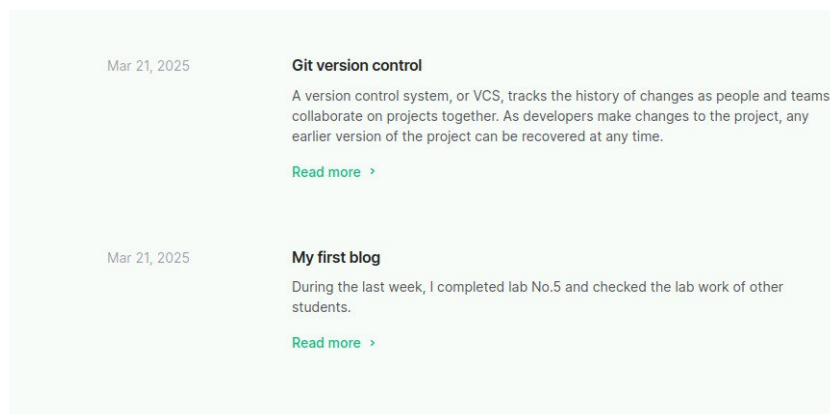 Mar 21, 2025
Git version control
A version control system, or VCS, tracks the history of changes as people and teams
collaborate on projects together. As developers make changes to the project, any
earlier version of the project can be recovered at any time.
Read more
Mar 21, 2025
My first blog
During the last week, I completed lab No.5 and checked the lab work of other
students.
Read more